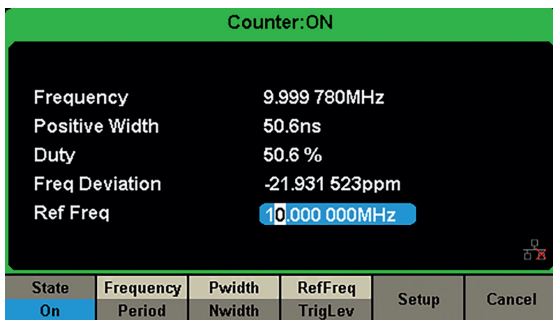 Counter:ON
Frequency 9.999 780MHz
Positive Width 50.6ns
Duty 50.6 %
Freq Deviation -21.931 523ppm
Ref Freq 10.000 000MHz
State Frequency Pwidth RefFreq Setup Cancel
On Period Nwidth TrigLev